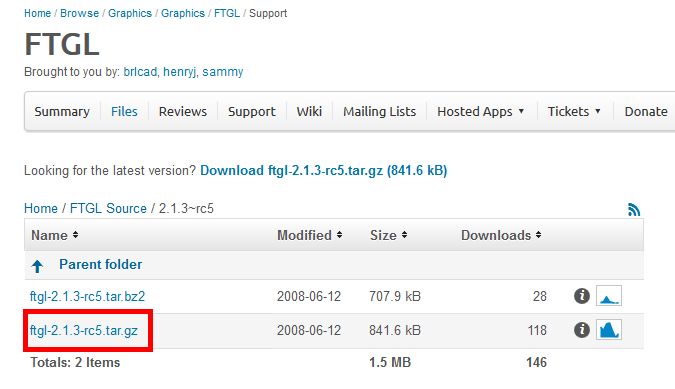 Home / Browse / Graphics / Graphics / FTGL / Support
FTGL
Brought to you by: brlcad, henryj, sammy
Summary Files Reviews Support Wiki Mailing Lists Hosted Apps Tickets Donate
Looking for the latest version? Download ftgl-2.1.3-rc5.tar.gz (841.6 kB)
Home / FTGL Source / 2.1.3~rc5
Name Modified Size Downloads
Parent folder
ftgl-2.1.3-rc5.tar.bz2 2008-06-12 707.9 kB 28
ftgl-2.1.3-rc5.tar.gz 2008-06-12 841.6 kB 118
Totals: 2 Items 1.5 MB 146